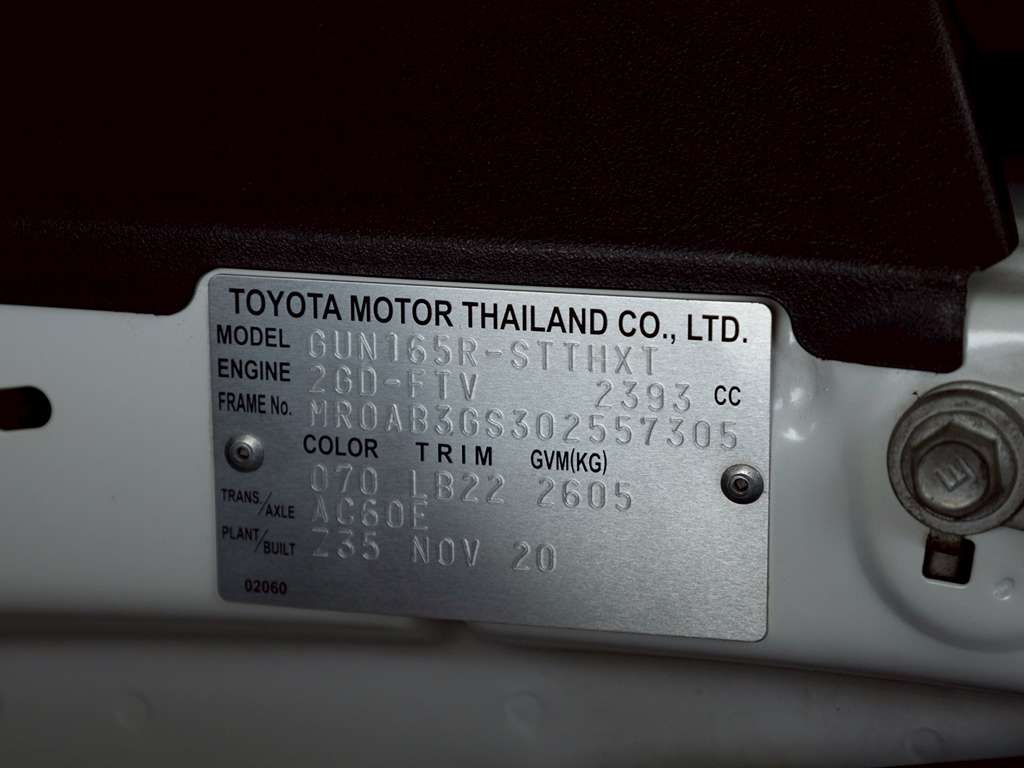 TOYOTA MOTOR THAILAND CO., LTD.
MODEL GUN165R-STTHXT
ENGINE 2GD-FTV 2393 CC
FRAME No. MR0AB3GS302557305
COLOR TRIM GVM(KG)
070 LB22 2605
TRANS./AXLE AC60E
PLANT/BUILT Z35 NOV 20
02060